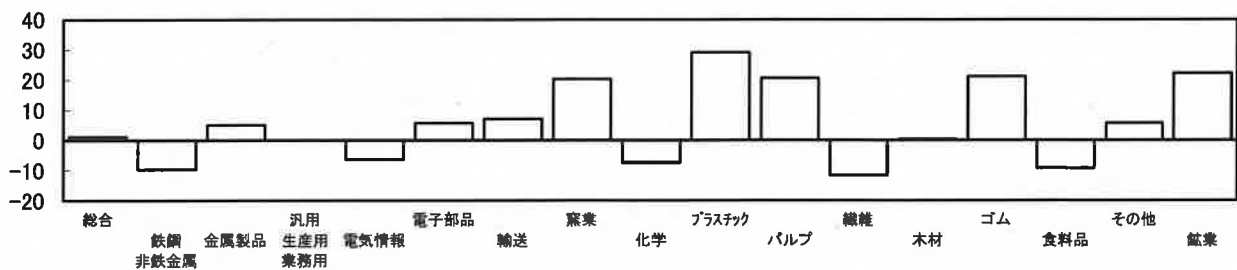 40
30
20
10
0
-10
-20
総合
鉄鋼
非鉄金属
金属製品
汎用
生産用
業務用
電気情報
電子部品
輸送
窯業
化学
プラスチック
パルプ
繊維
木材
ゴム
食料品
その他
鉱業